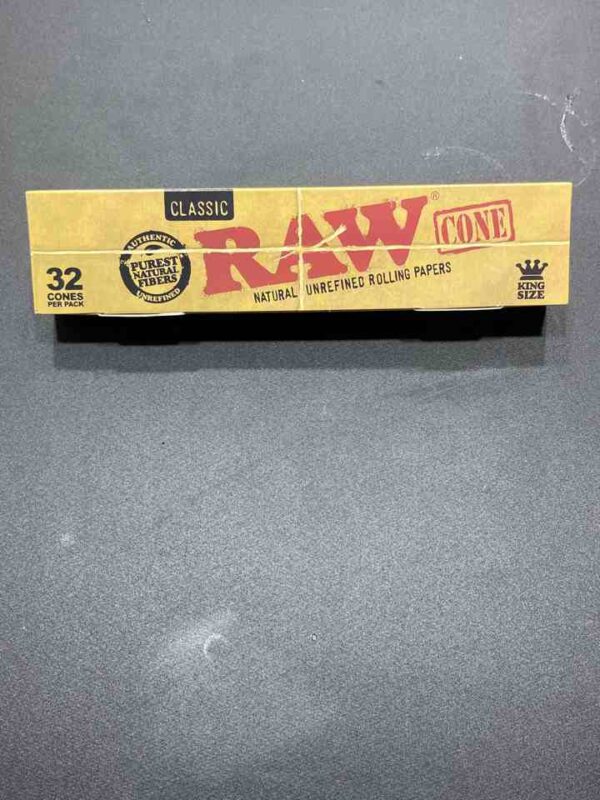 CLASSIC
RAW®
CONE
AUTHENTIC
PUREST
NATURAL
FIBERS
UNREFINED
32
CONES
PER PACK
NATURAL UNREFINED ROLLING PAPERS
KING
SIZE